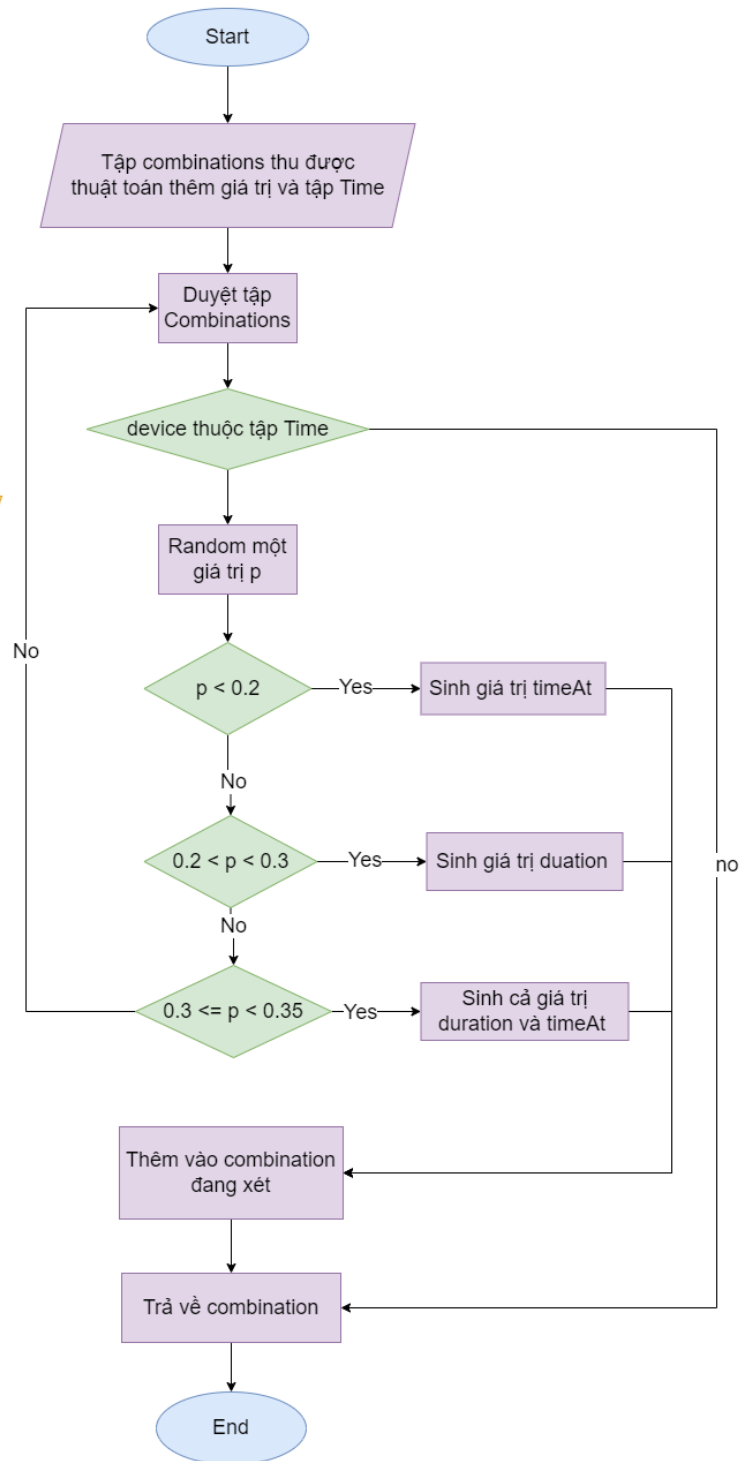 Start
Tập combinations thu được
thuật toán thêm giá trị và tập Time
Duyệt tập
Combinations
device thuộc tập Time
Random một
giá trị p
No
p < 0.2
Yes
Sinh giá trị timeAt
No
0.2 < p < 0.3
Yes
Sinh giá trị duation
no
No
0.3 <= p < 0.35
Yes
Sinh cả giá trị
duration và timeAt
Thêm vào combination
đang xét
Trả về combination
End